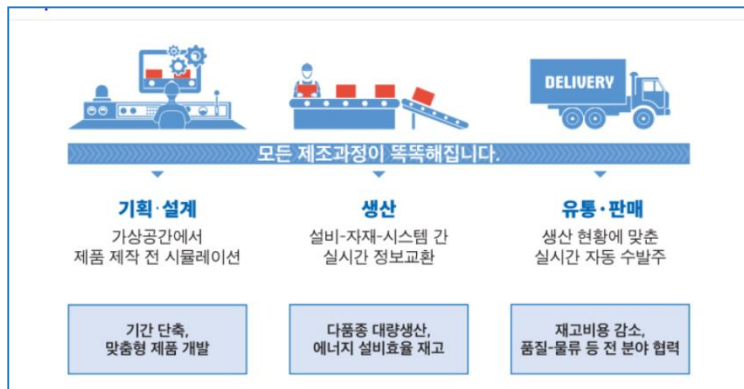 DELIVERY
모든 제조과정이 똑똑해집니다.
기획·설계
가상공간에서
제품 제작 전 시뮬레이션
기간 단축,
맞춤형 제품 개발
생산
설비-자재-시스템 간
실시간 정보교환
다품종 대량생산,
에너지 설비효율 재고
유통·판매
생산 현황에 맞춘
실시간 자동 수발주
재고비용 감소,
품질-물류 등 전 분야 협력